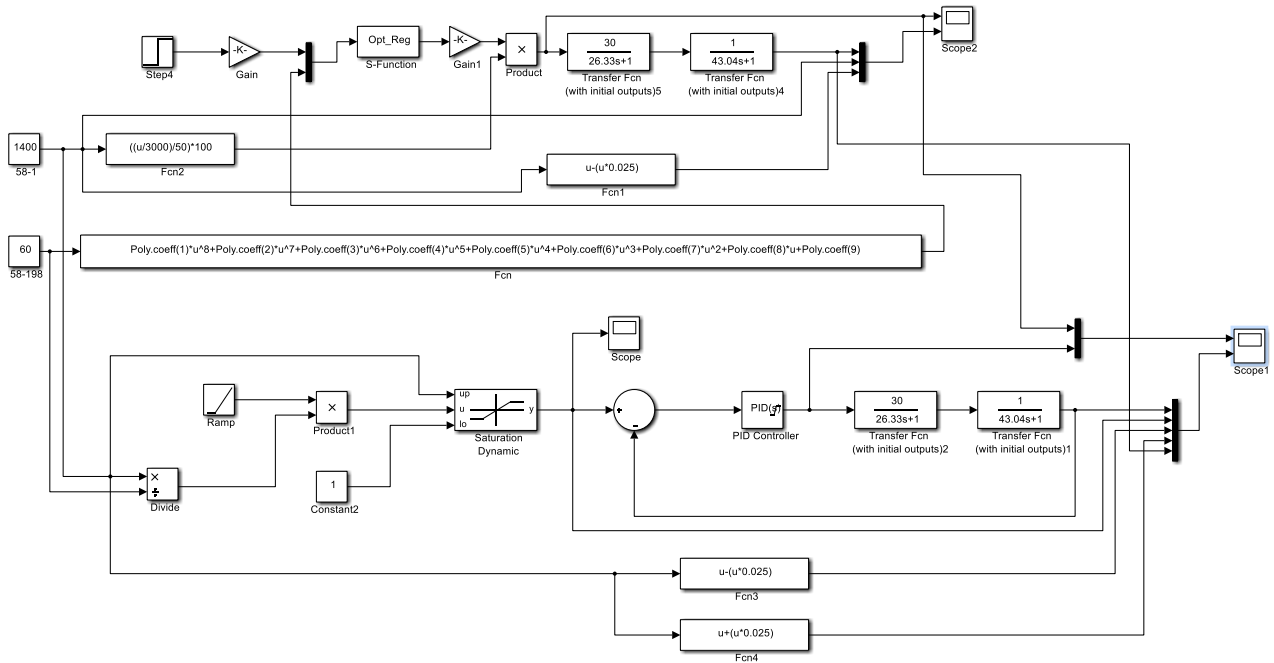 Scope2
Step4
-K-
Gain
Opt_Reg
S-Function
-K-
Gain1
×
Product
30
26.33s+1
Transfer Fcn
(with initial outputs)5
1
43.04s+1
Transfer Fcn
(with initial outputs)4
1400
58-1
((u/3000)/50)*100
Fcn2
u-(u*0.025)
Fcn1
60
58-198
Poly.coeff(1)*u^8+Poly.coeff(2)*u^7+Poly.coeff(3)*u^6+Poly.coeff(4)*u^5+Poly.coeff(5)*u^4+Poly.coeff(6)*u^3+Poly.coeff(7)*u^2+Poly.coeff(8)*u+Poly.coeff(9)
Fcn
Scope
Scope1
Ramp
×
Product1
up
u
lo
y
Saturation
Dynamic
+
-
PID(s)
PID Controller
30
26.33s+1
Transfer Fcn
(with initial outputs)2
1
43.04s+1
Transfer Fcn
(with initial outputs)1
×
÷
Divide
1
Constant2
u-(u*0.025)
Fcn3
u+(u*0.025)
Fcn4